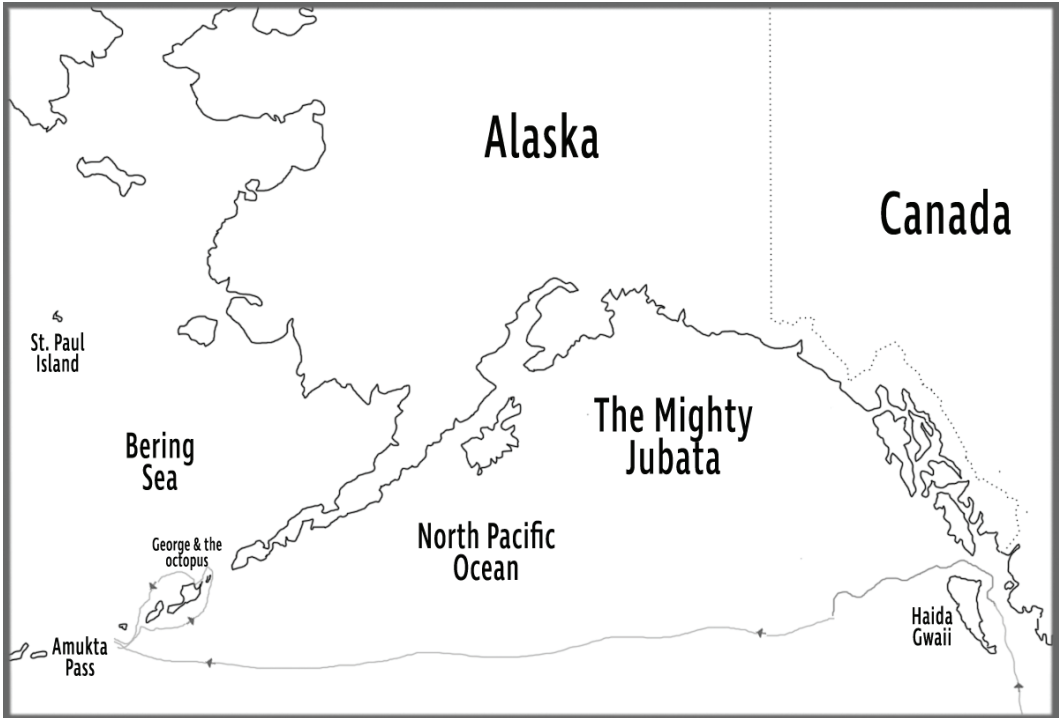 Alaska
Canada
St. Paul
Island
The Mighty
Jubata
Bering
Sea
North Pacific
Ocean
George & the
octopus
Haida
Gwaii
Amukta
Pass